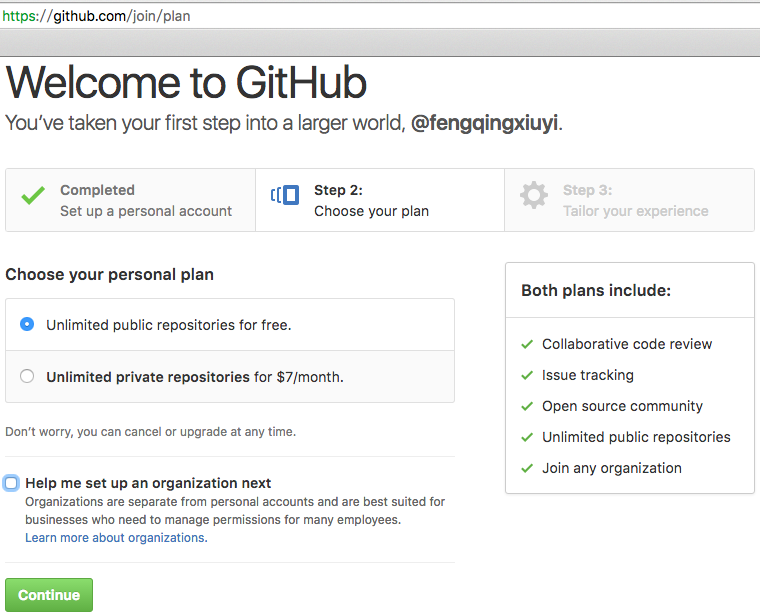 https://github.com/join/plan
Welcome to GitHub
You’ve taken your first step into a larger world, @fengqingxiuyi.
Completed
Set up a personal account
Step 2:
Choose your plan
Step 3:
Tailor your experience
Choose your personal plan
Unlimited public repositories for free.
Unlimited private repositories for $7/month.
Don’t worry, you can cancel or upgrade at any time.
Help me set up an organization next
Organizations are separate from personal accounts and are best suited for
businesses who need to manage permissions for many employees.
Learn more about organizations.
Continue
Both plans include:
Collaborative code review
Issue tracking
Open source community
Unlimited public repositories
Join any organization